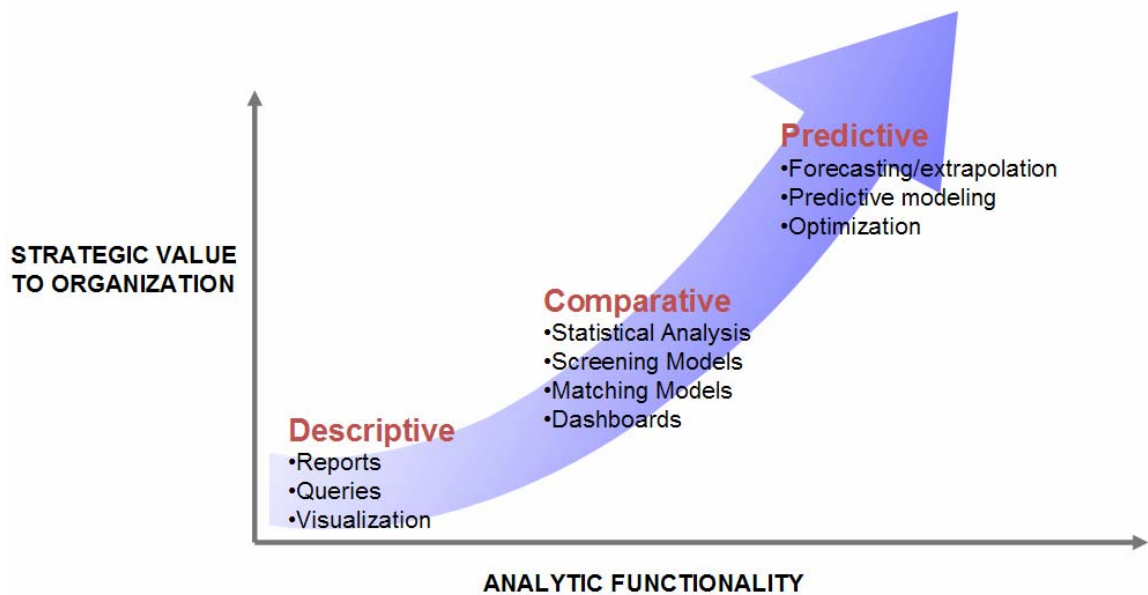 Predictive
•Forecasting/extrapolation
•Predictive modeling
•Optimization
STRATEGIC VALUE
TO ORGANIZATION
Comparative
•Statistical Analysis
•Screening Models
•Matching Models
•Dashboards
Descriptive
•Reports
•Queries
•Visualization
ANALYTIC FUNCTIONALITY